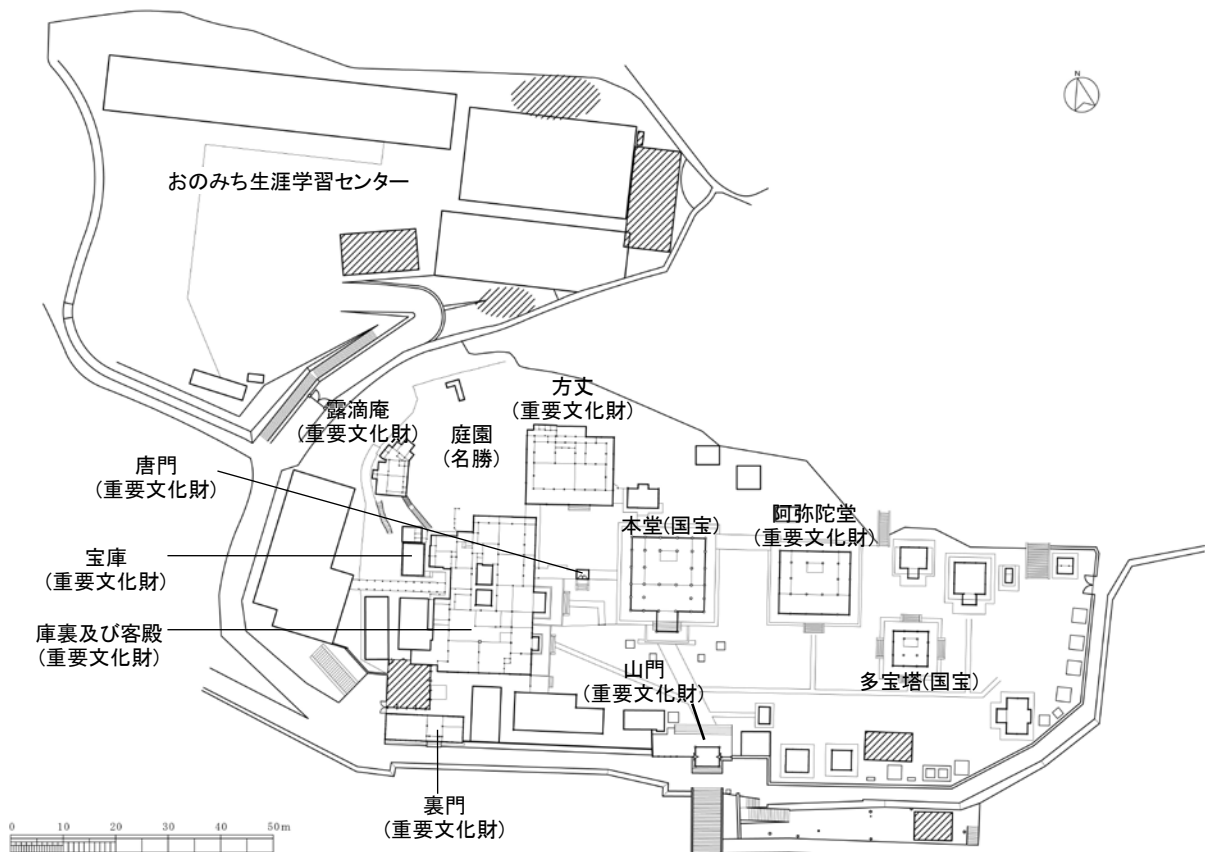 N
おのみち生涯学習センター
方丈
(重要文化財)
露滴庵
(重要文化財)
庭園
(名勝)
唐門
(重要文化財)
本堂(国宝)
阿弥陀堂
(重要文化財)
宝庫
(重要文化財)
庫裏及び客殿
(重要文化財)
山門
(重要文化財)
多宝塔(国宝)
裏門
(重要文化財)
0 10 20 30 40 50m